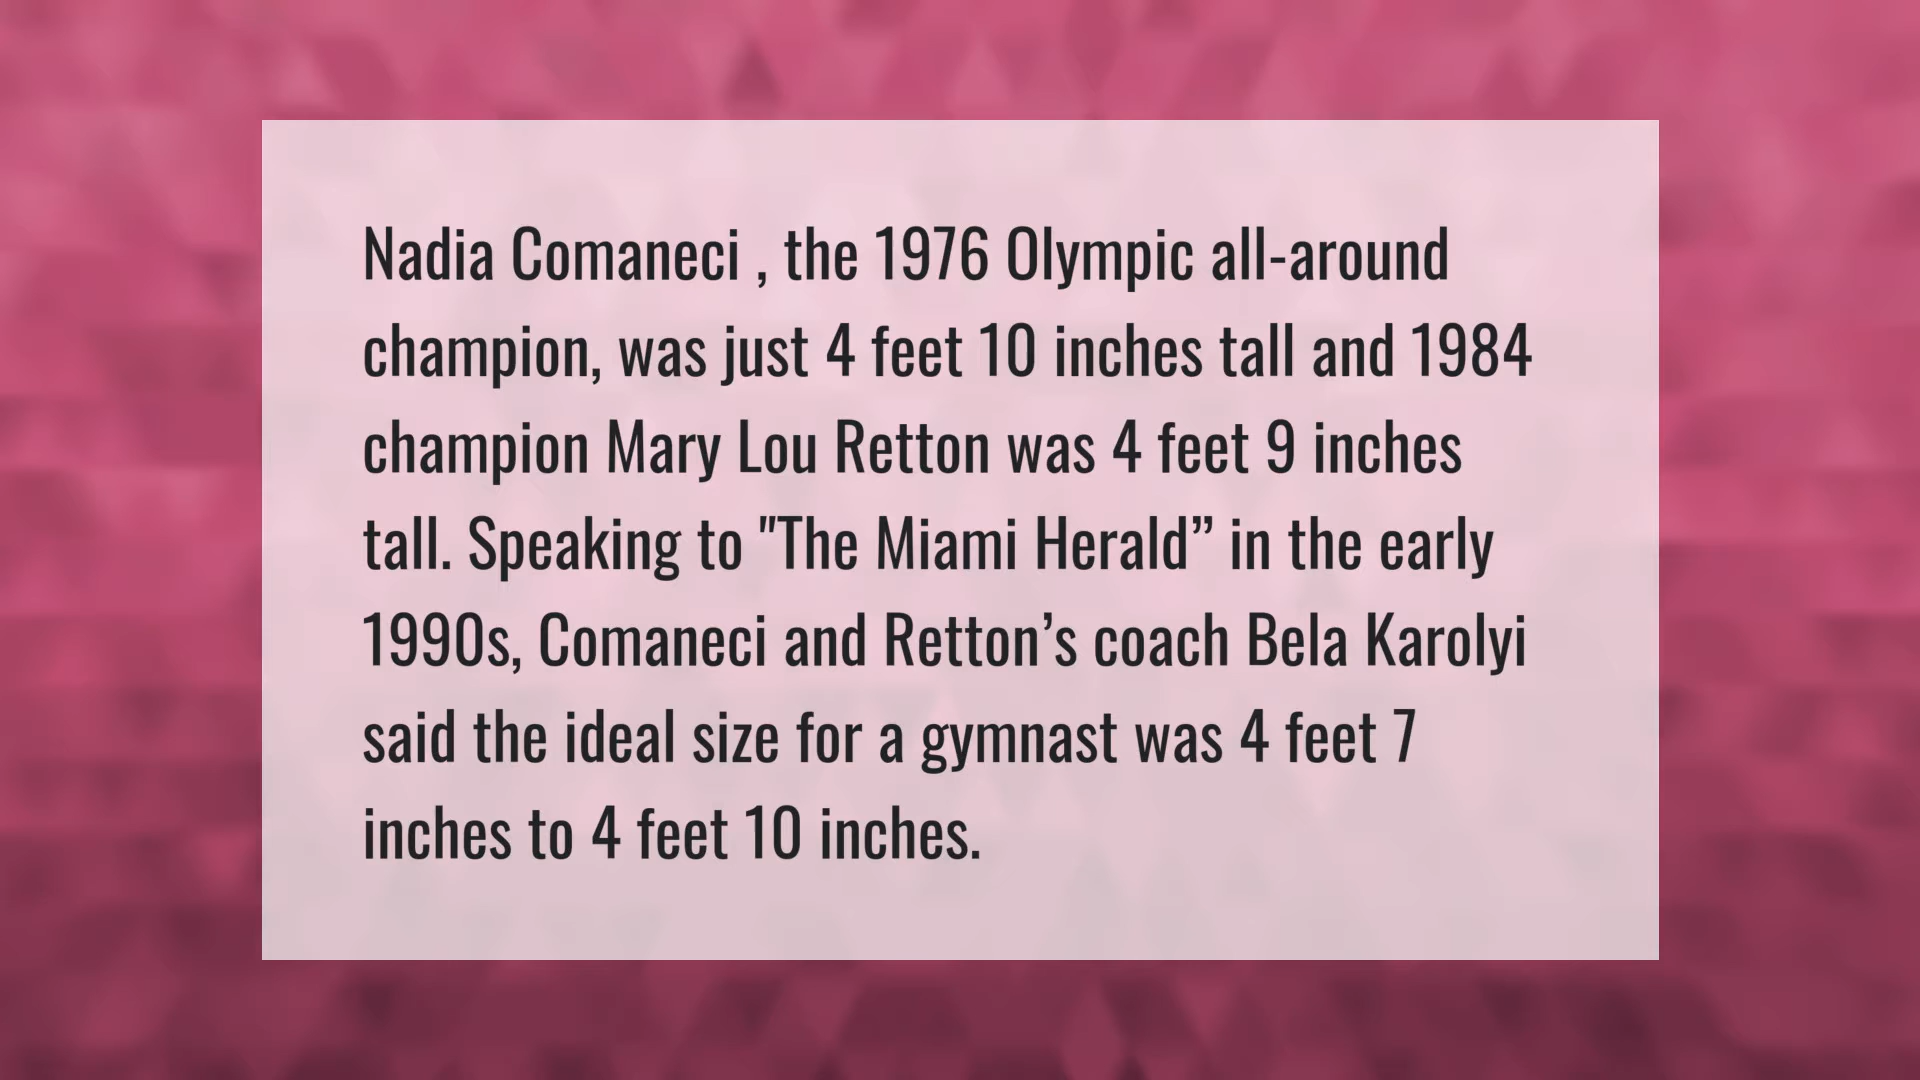 Nadia Comaneci , the 1976 Olympic all-around
champion, was just 4 feet 10 inches tall and 1984
champion Mary Lou Retton was 4 feet 9 inches
tall. Speaking to "The Miami Herald” in the early
1990s, Comaneci and Retton’s coach Bela Karolyi
said the ideal size for a gymnast was 4 feet 7
inches to 4 feet 10 inches.